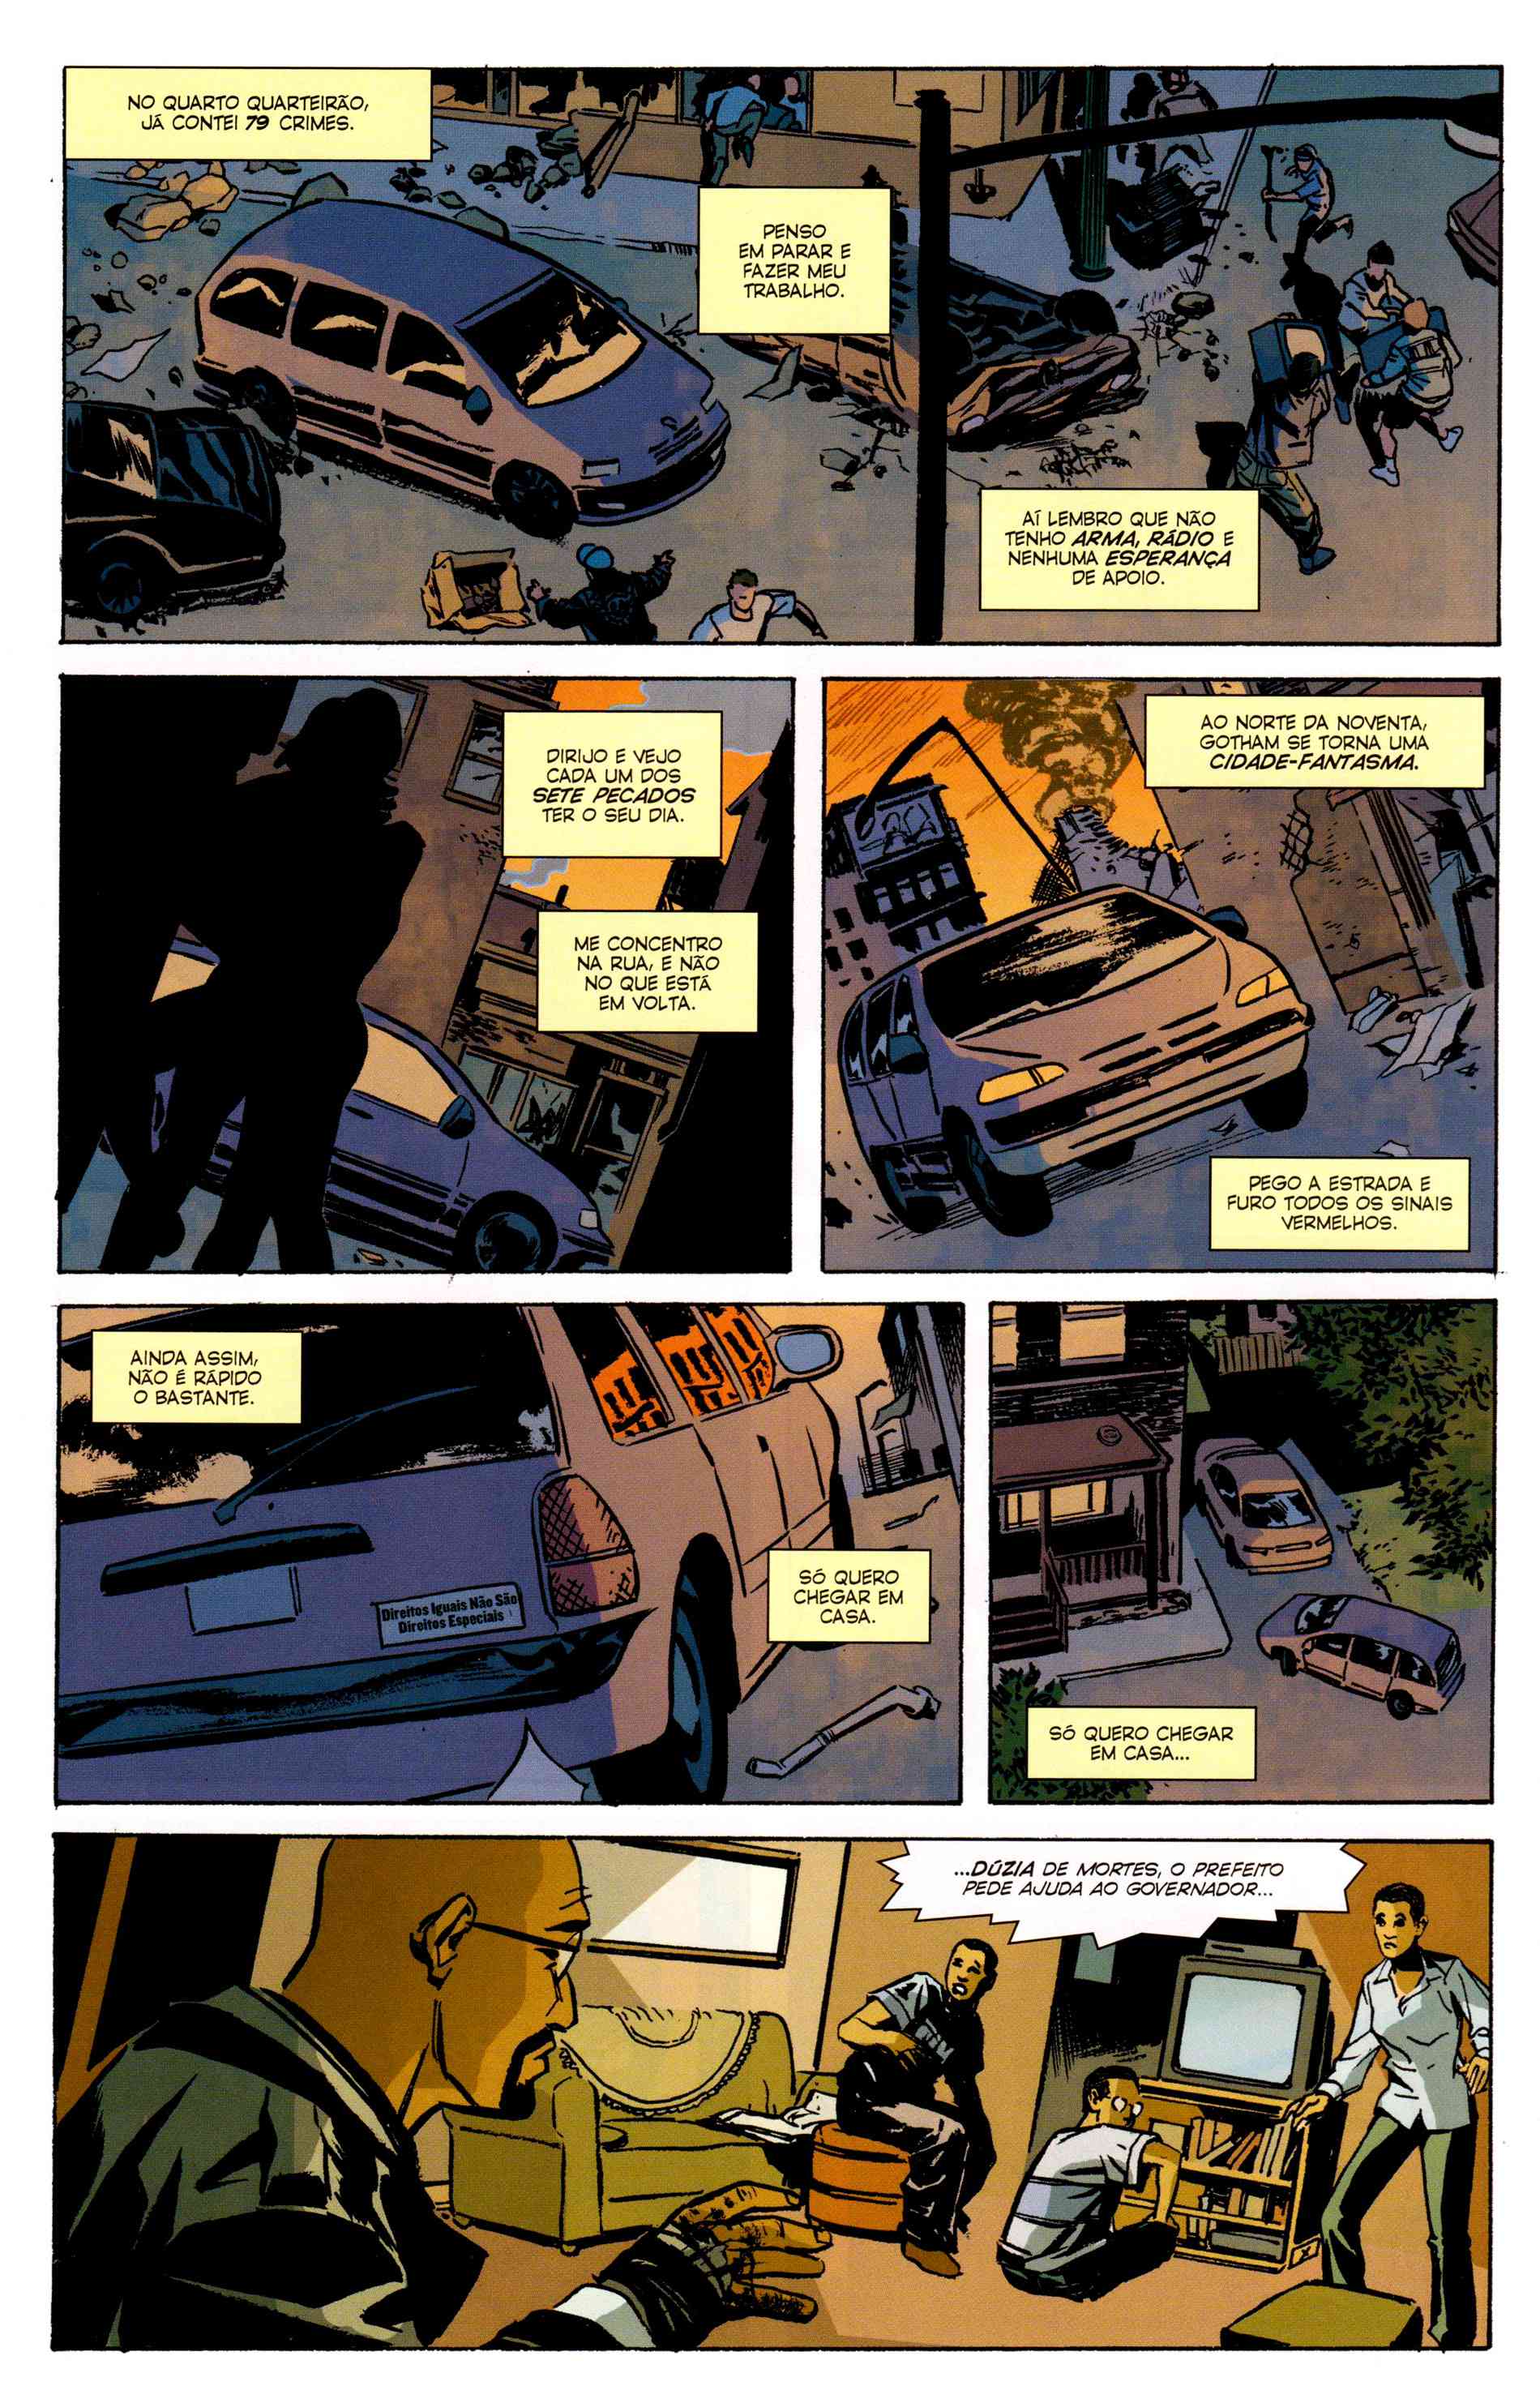 NO QUARTO QUARTEIRÃO,
JÁ CONTEI 79 CRIMES.
PENSO
EM PARAR E
FAZER MEU
TRABALHO.
AÍ LEMBRO QUE NÃO
TENHO ARMA, RÁDIO E
NENHUMA ESPERANÇA
DE APOIO.
DIRIJO E VEJO
CADA UM DOS
SETE PECADOS
TER O SEU DIA.
ME CONCENTRO
NA RUA, E NÃO
NO QUE ESTÁ
EM VOLTA.
AO NORTE DA NOVENTA,
GOTHAM SE TORNA UMA
CIDADE-FANTASMA.
PEGO A ESTRADA E
FURO TODOS OS SINAIS
VERMELHOS.
AINDA ASSIM,
NÃO É RÁPIDO
O BASTANTE.
Direitos Iguais Não São
Direitos Especiais
SÓ QUERO
CHEGAR EM
CASA.
SÓ QUERO CHEGAR
EM CASA...
...DÚZIA DE MORTES, O PREFEITO
PEDE AJUDA AO GOVERNADOR...